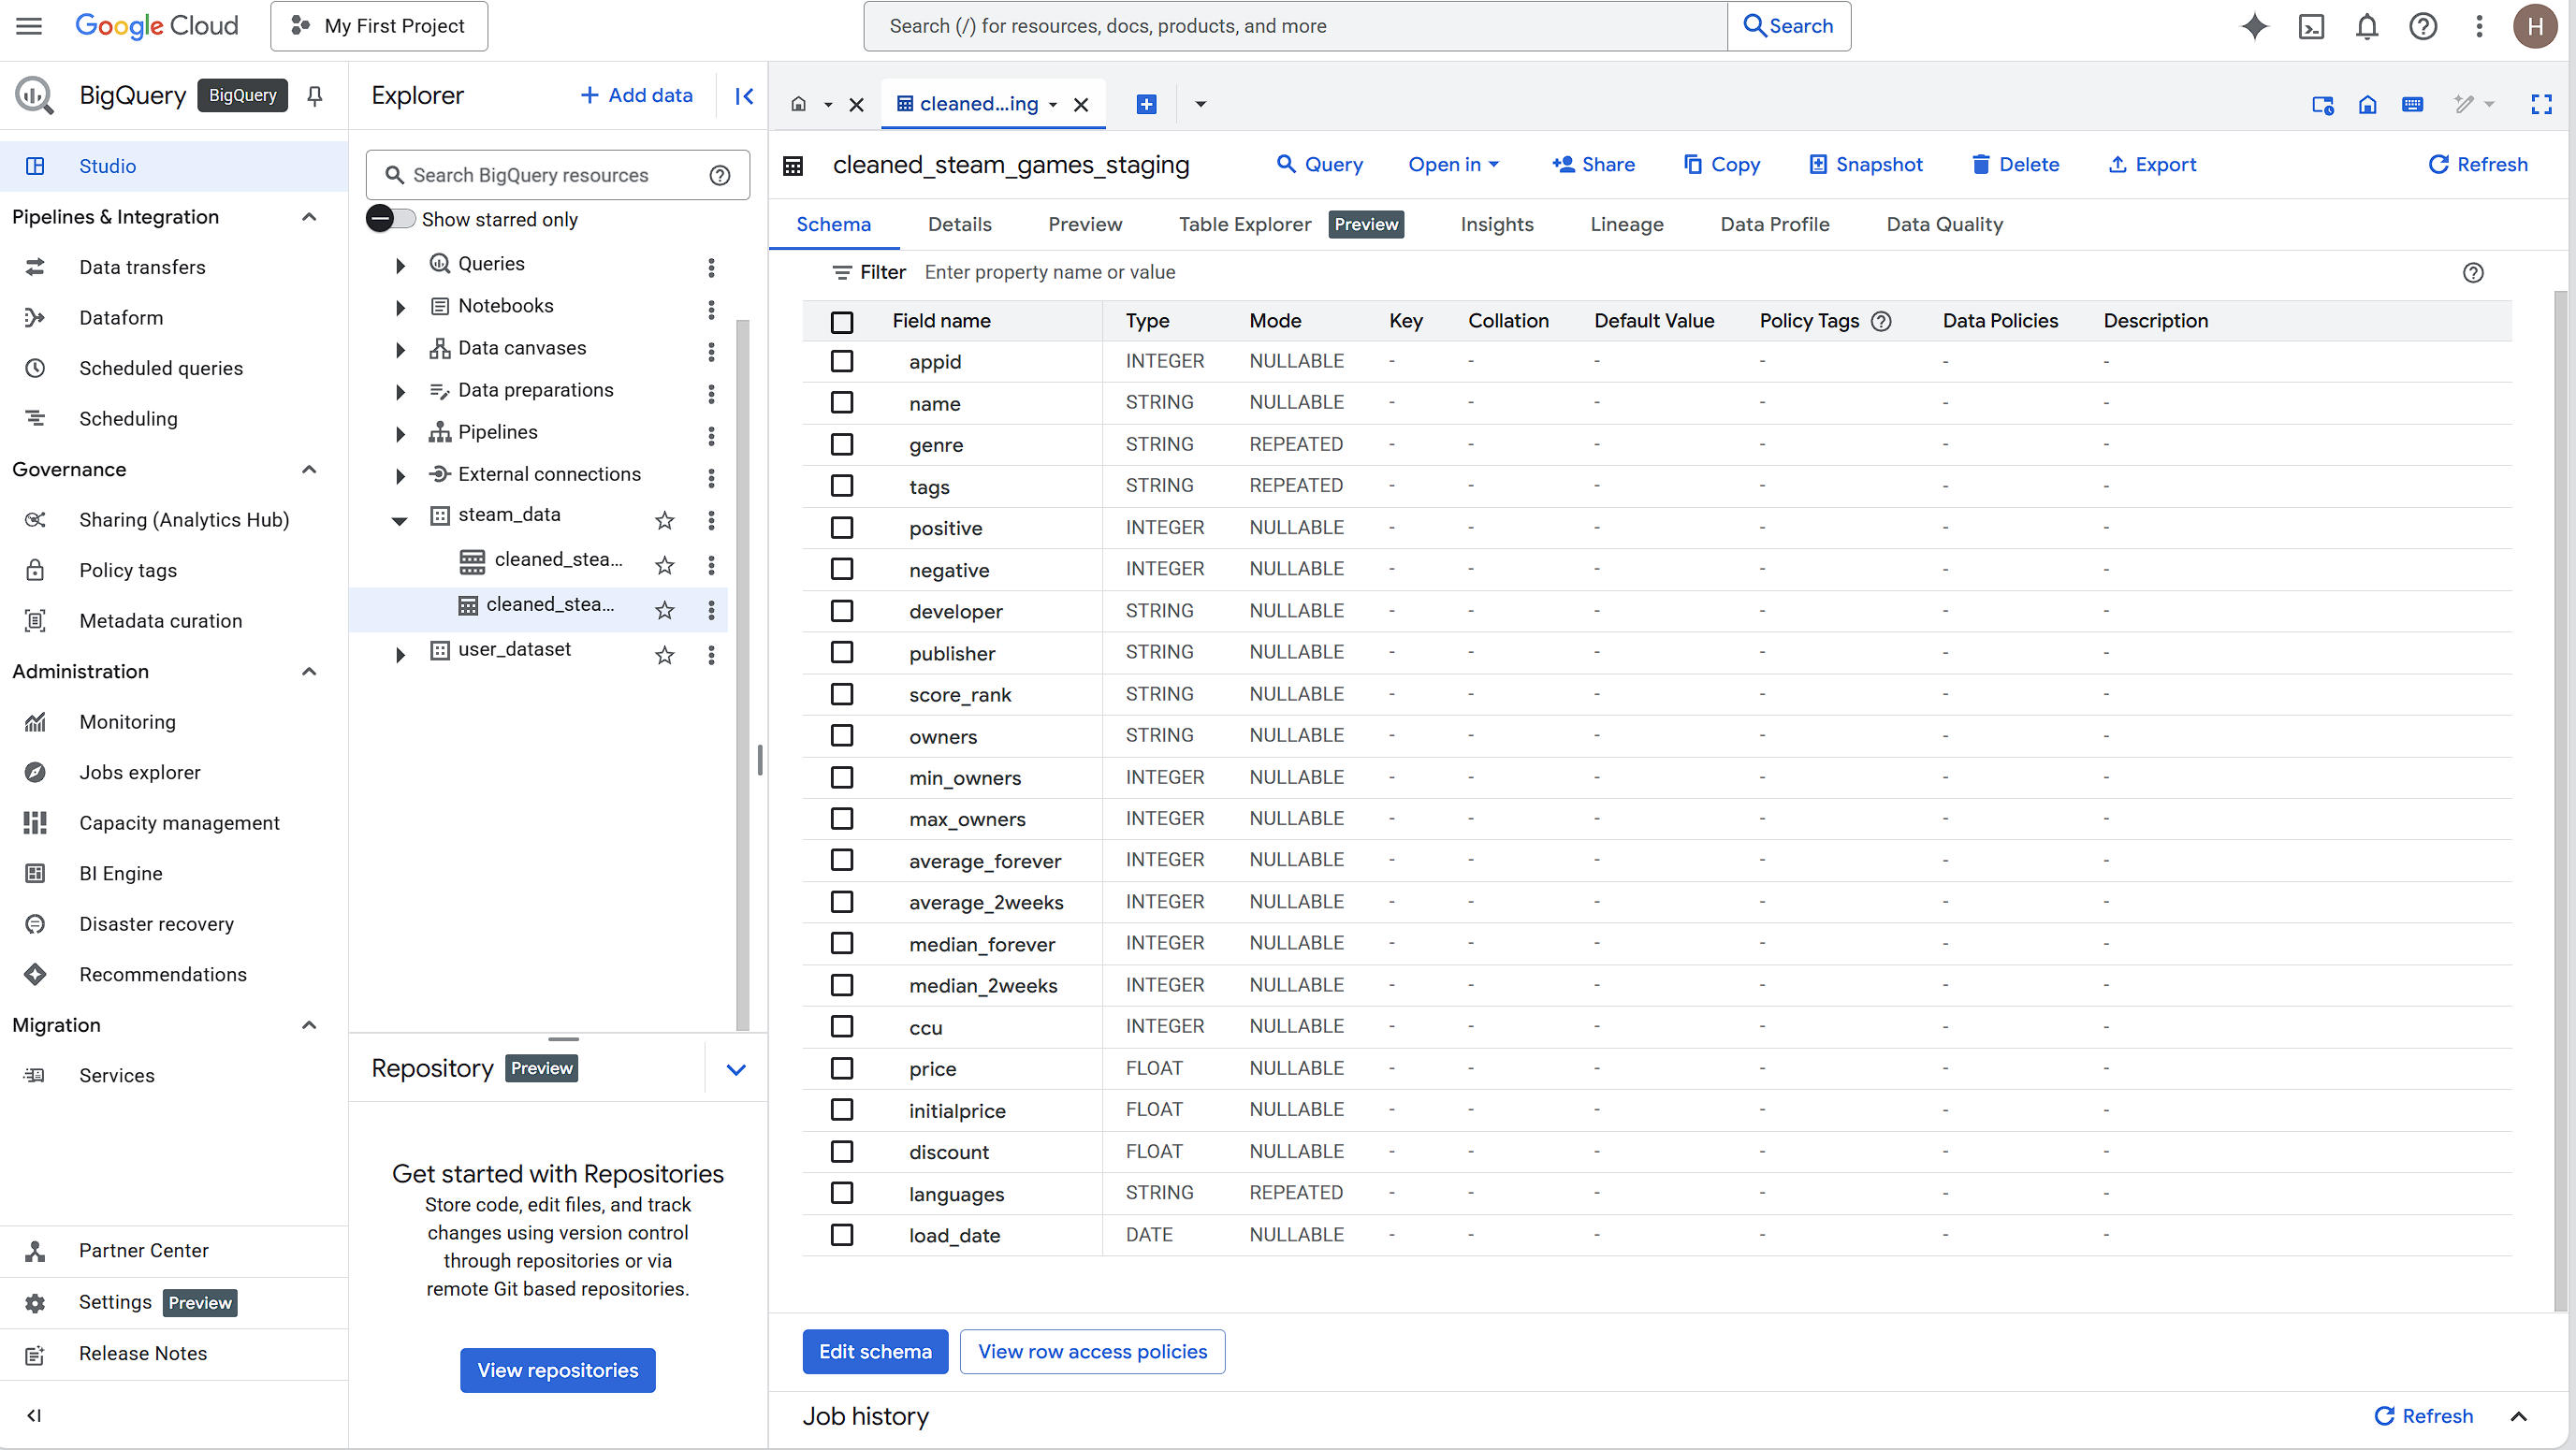 Google Cloud
My First Project
Search (/) for resources, docs, products, and more
Search
H
BigQuery
BigQuery
Studio
Pipelines & Integration
Data transfers
Dataform
Scheduled queries
Scheduling
Governance
Sharing (Analytics Hub)
Policy tags
Metadata curation
Administration
Monitoring
Jobs explorer
Capacity management
BI Engine
Disaster recovery
Recommendations
Migration
Services
Partner Center
Settings Preview
Release Notes
Explorer
Add data
Search BigQuery resources
Show starred only
Queries
Notebooks
Data canvases
Data preparations
Pipelines
External connections
steam_data
cleaned_stea...
cleaned_stea...
user_dataset
Repository Preview
Get started with Repositories
Store code, edit files, and track
changes using version control
through repositories or via
remote Git based repositories.
View repositories
cleaned...ing
cleaned_steam_games_staging
Query Open in Share Copy Snapshot Delete Export Refresh
Schema Details Preview Table Explorer Preview Insights Lineage Data Profile Data Quality
Filter Enter property name or value
Field name Type Mode Key Collation Default Value Policy Tags Data Policies Description
appid INTEGER NULLABLE - - - - - -
name STRING NULLABLE - - - - - -
genre STRING REPEATED - - - - - -
tags STRING REPEATED - - - - - -
positive INTEGER NULLABLE - - - - - -
negative INTEGER NULLABLE - - - - - -
developer STRING NULLABLE - - - - - -
publisher STRING NULLABLE - - - - - -
score_rank STRING NULLABLE - - - - - -
owners STRING NULLABLE - - - - - -
min_owners INTEGER NULLABLE - - - - - -
max_owners INTEGER NULLABLE - - - - - -
average_forever INTEGER NULLABLE - - - - - -
average_2weeks INTEGER NULLABLE - - - - - -
median_forever INTEGER NULLABLE - - - - - -
median_2weeks INTEGER NULLABLE - - - - - -
ccu INTEGER NULLABLE - - - - - -
price FLOAT NULLABLE - - - - - -
initialprice FLOAT NULLABLE - - - - - -
discount FLOAT NULLABLE - - - - - -
languages STRING REPEATED - - - - - -
load_date DATE NULLABLE - - - - - -
Edit schema View row access policies
Job history Refresh